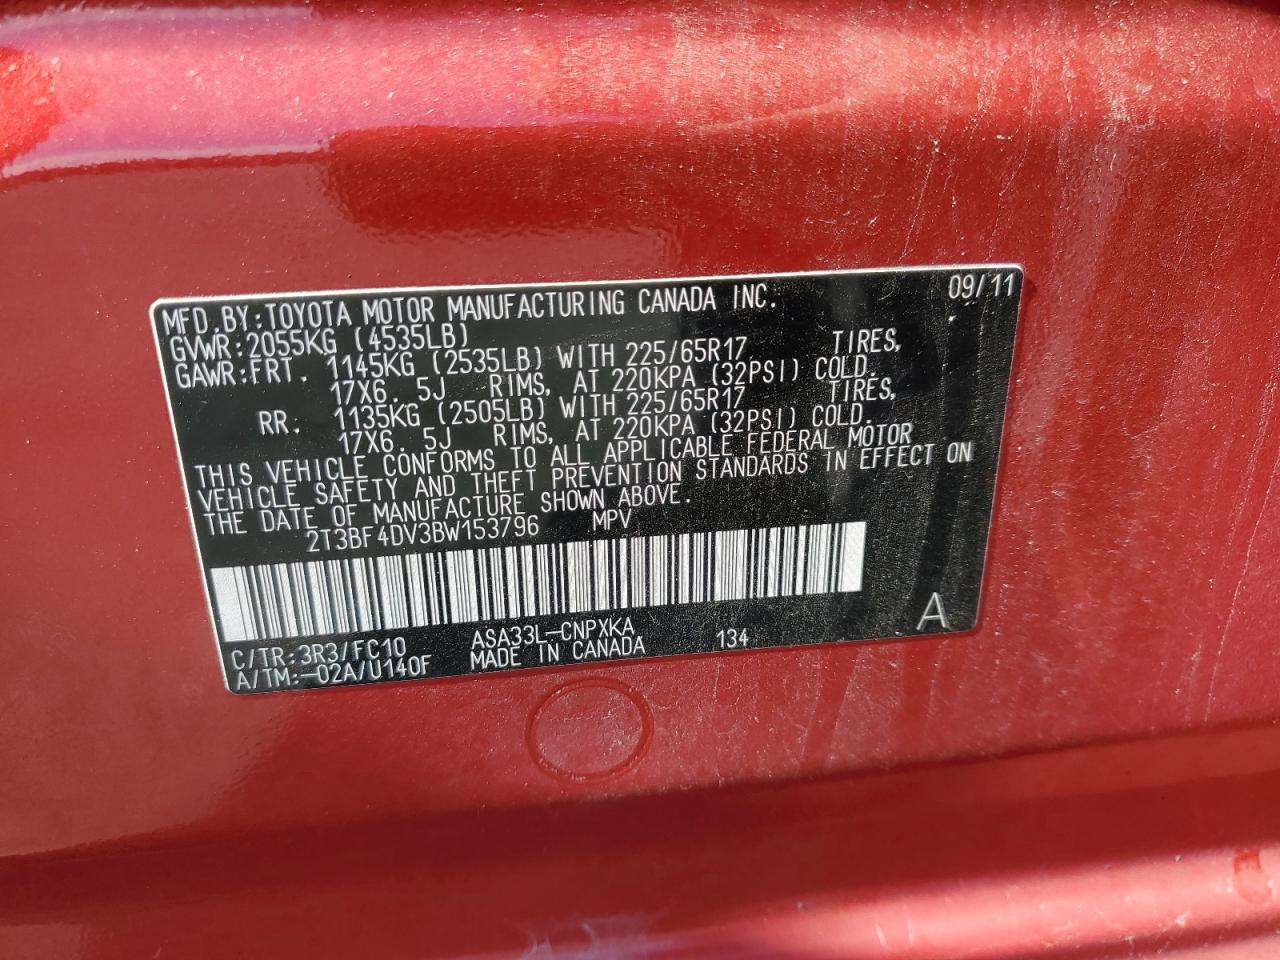 MFD.BY:TOYOTA MOTOR MANUFACTURING CANADA INC. 09/11
GVWR:2055KG (4535LB)
GAWR:FRT. 1145KG (2535LB) WITH 225/65R17 TIRES,
17X6.5J RIMS, AT 220KPA (32PSI) COLD.
RR: 1135KG (2505LB) WITH 225/65R17 TIRES,
17X6.5J RIMS, AT 220KPA (32PSI) COLD.
THIS VEHICLE CONFORMS TO ALL APPLICABLE FEDERAL MOTOR
VEHICLE SAFETY AND THEFT PREVENTION STANDARDS IN EFFECT ON
THE DATE OF MANUFACTURE SHOWN ABOVE.
2T3BF4DV3BW153796 MPV
A
C/TR:3R3/FC10 ASA33L-CNPXKA 134
A/TM:-02A/U140F MADE IN CANADA